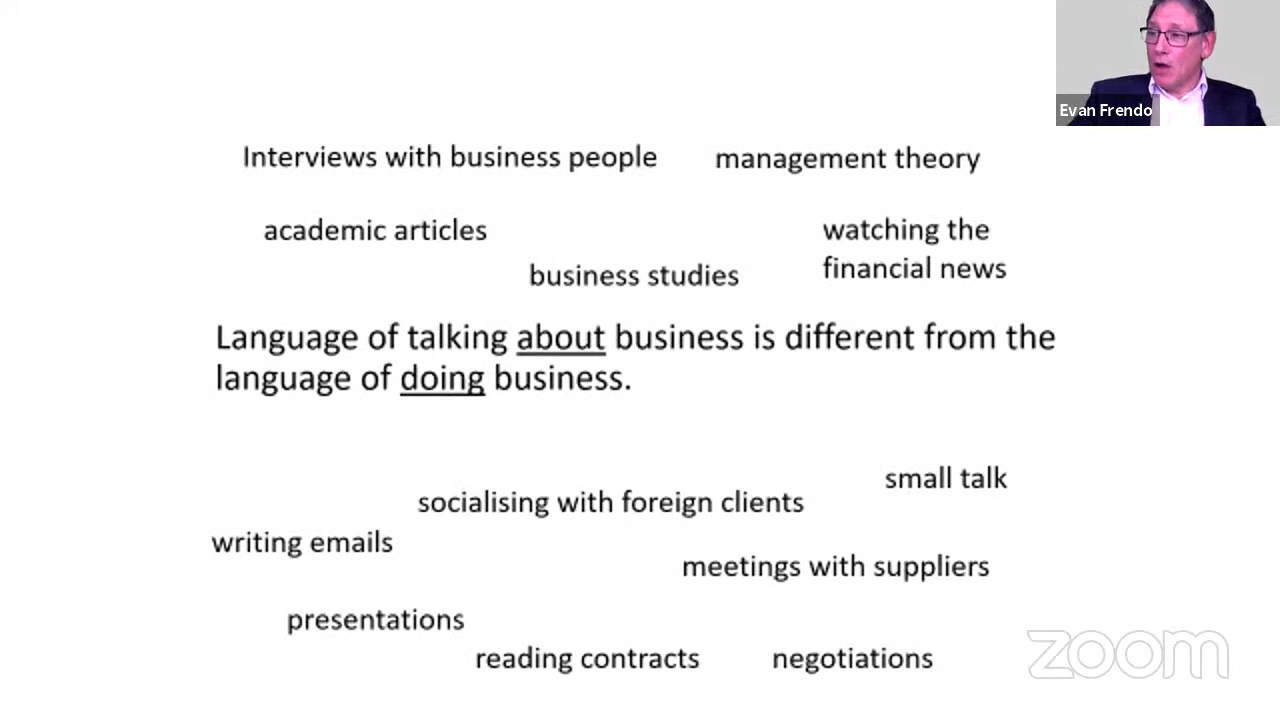 Evan Frendo
Interviews with business people
management theory
academic articles
watching the
financial news
business studies
Language of talking about business is different from the
language of doing business.
small talk
socialising with foreign clients
writing emails
meetings with suppliers
presentations
reading contracts
negotiations
zoom